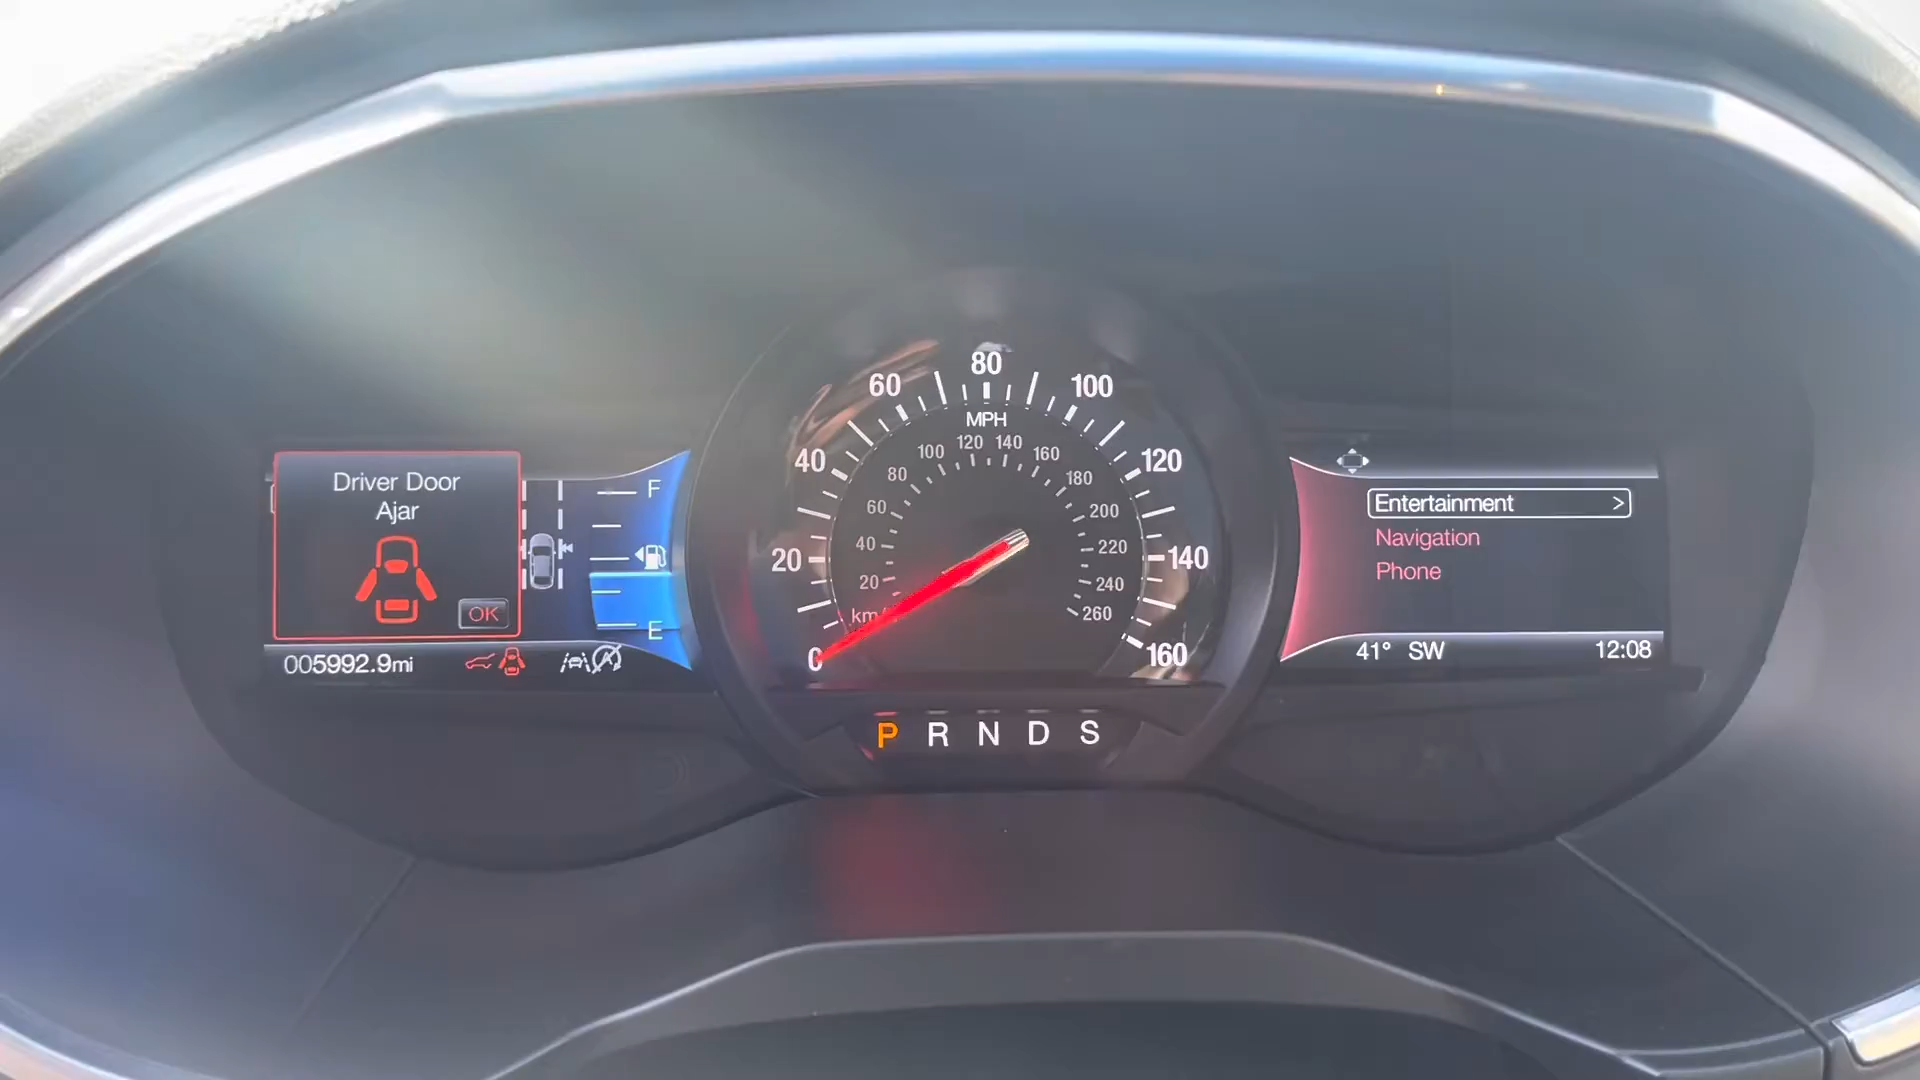 Driver Door
Ajar
OK
F
E
005992.9mi
80
60
100
MPH
40
120
20
140
0
160
120
140
100
160
80
180
60
200
40
220
20
240
km/
260
P R N D S
Entertainment >
Navigation
Phone
41° SW
12:08